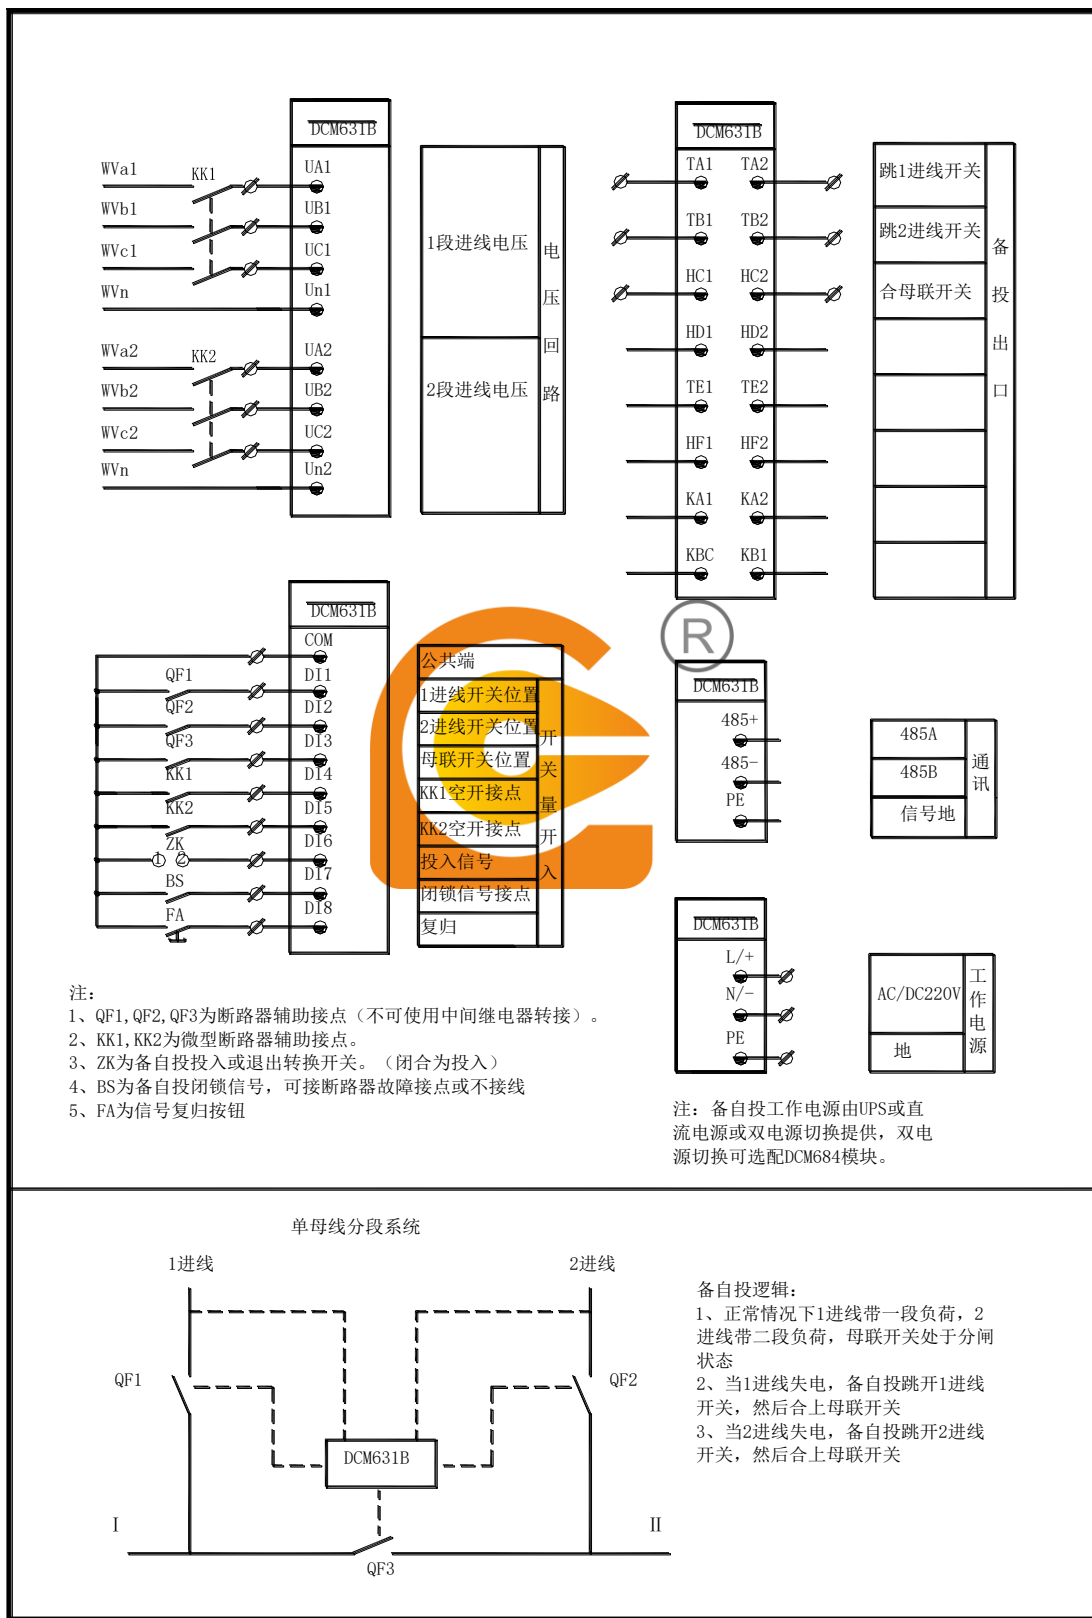 DCM631B
WVa1
KK1
UA1
WVb1
UB1
WVc1
UC1
WVn
Un1
WVa2
KK2
UA2
WVb2
UB2
WVc2
UC2
WVn
Un2
1段进线电压
2段进线电压
电压回路
DCM631B
TA1 TA2
TB1 TB2
HC1 HC2
HD1 HD2
TE1 TE2
HF1 HF2
KA1 KA2
KBC KB1
跳1进线开关
跳2进线开关
合母联开关
备投出口
DCM631B
COM
QF1 DI1
QF2 DI2
QF3 DI3
KK1 DI4
KK2 DI5
ZK DI6
1 2
BS DI7
FA DI8
公共端
1进线开关位置
2进线开关位置
母联开关位置
KK1空开接点
KK2空开接点
投入信号
闭锁信号接点
复归
开关量开入
R
DCM631B
485+
485-
PE
485A
485B
信号地
通讯
DCM631B
L/+
N/-
PE
AC/DC220V
地
工作电源
注:
1、QF1,QF2,QF3为断路器辅助接点（不可使用中间继电器转接）。
2、KK1,KK2为微型断路器辅助接点。
3、ZK为备自投投入或退出转换开关。（闭合为投入）
4、BS为备自投闭锁信号，可接断路器故障接点或不接线
5、FA为信号复归按钮
注：备自投工作电源由UPS或直
流电源或双电源切换提供，双电
源切换可选配DCM684模块。
单母线分段系统
1进线
2进线
QF1
QF2
DCM631B
I
II
QF3
备自投逻辑:
1、正常情况下1进线带一段负荷，2
进线带二段负荷，母联开关处于分闸
状态
2、当1进线失电，备自投跳开1进线
开关，然后合上母联开关
3、当2进线失电，备自投跳开2进线
开关，然后合上母联开关